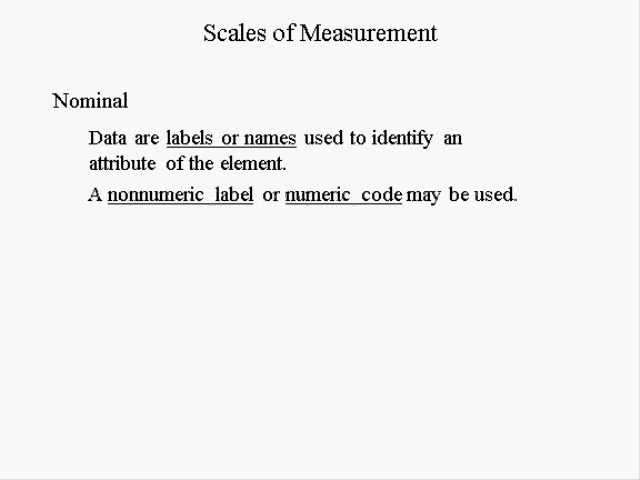 Scales of Measurement
Nominal
Data are labels or names used to identify an
attribute of the element.
A nonnumeric label or numeric code may be used.